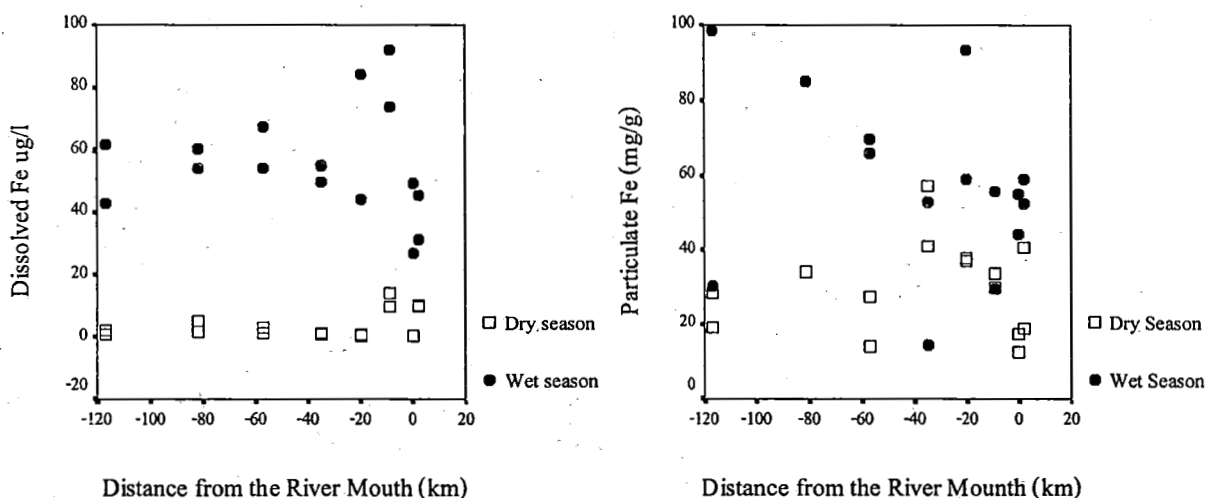 Dissolved Fe ug/l
100
80
60
40
20
0
-20
-120 -100 -80 -60 -40 -20 0 20
Distance from the River Mouth (km)
Dry season
Wet season
Particulate Fe (mg/g)
100
80
60
40
20
0
-120 -100 -80 -60 -40 -20 0 20
Distance from the River Mounth (km)
Dry Season
Wet Season